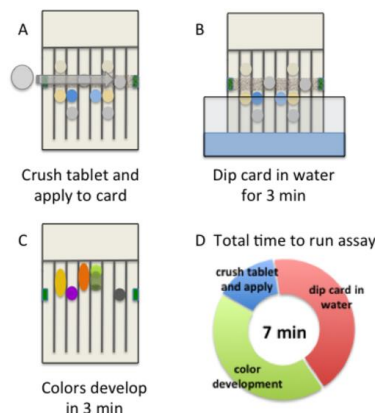 A
B
Crush tablet and
apply to card
Dip card in water
for 3 min
C
D Total time to run assay
crush tablet
and apply
dip card in
water
7 min
color
development
Colors develop
in 3 min